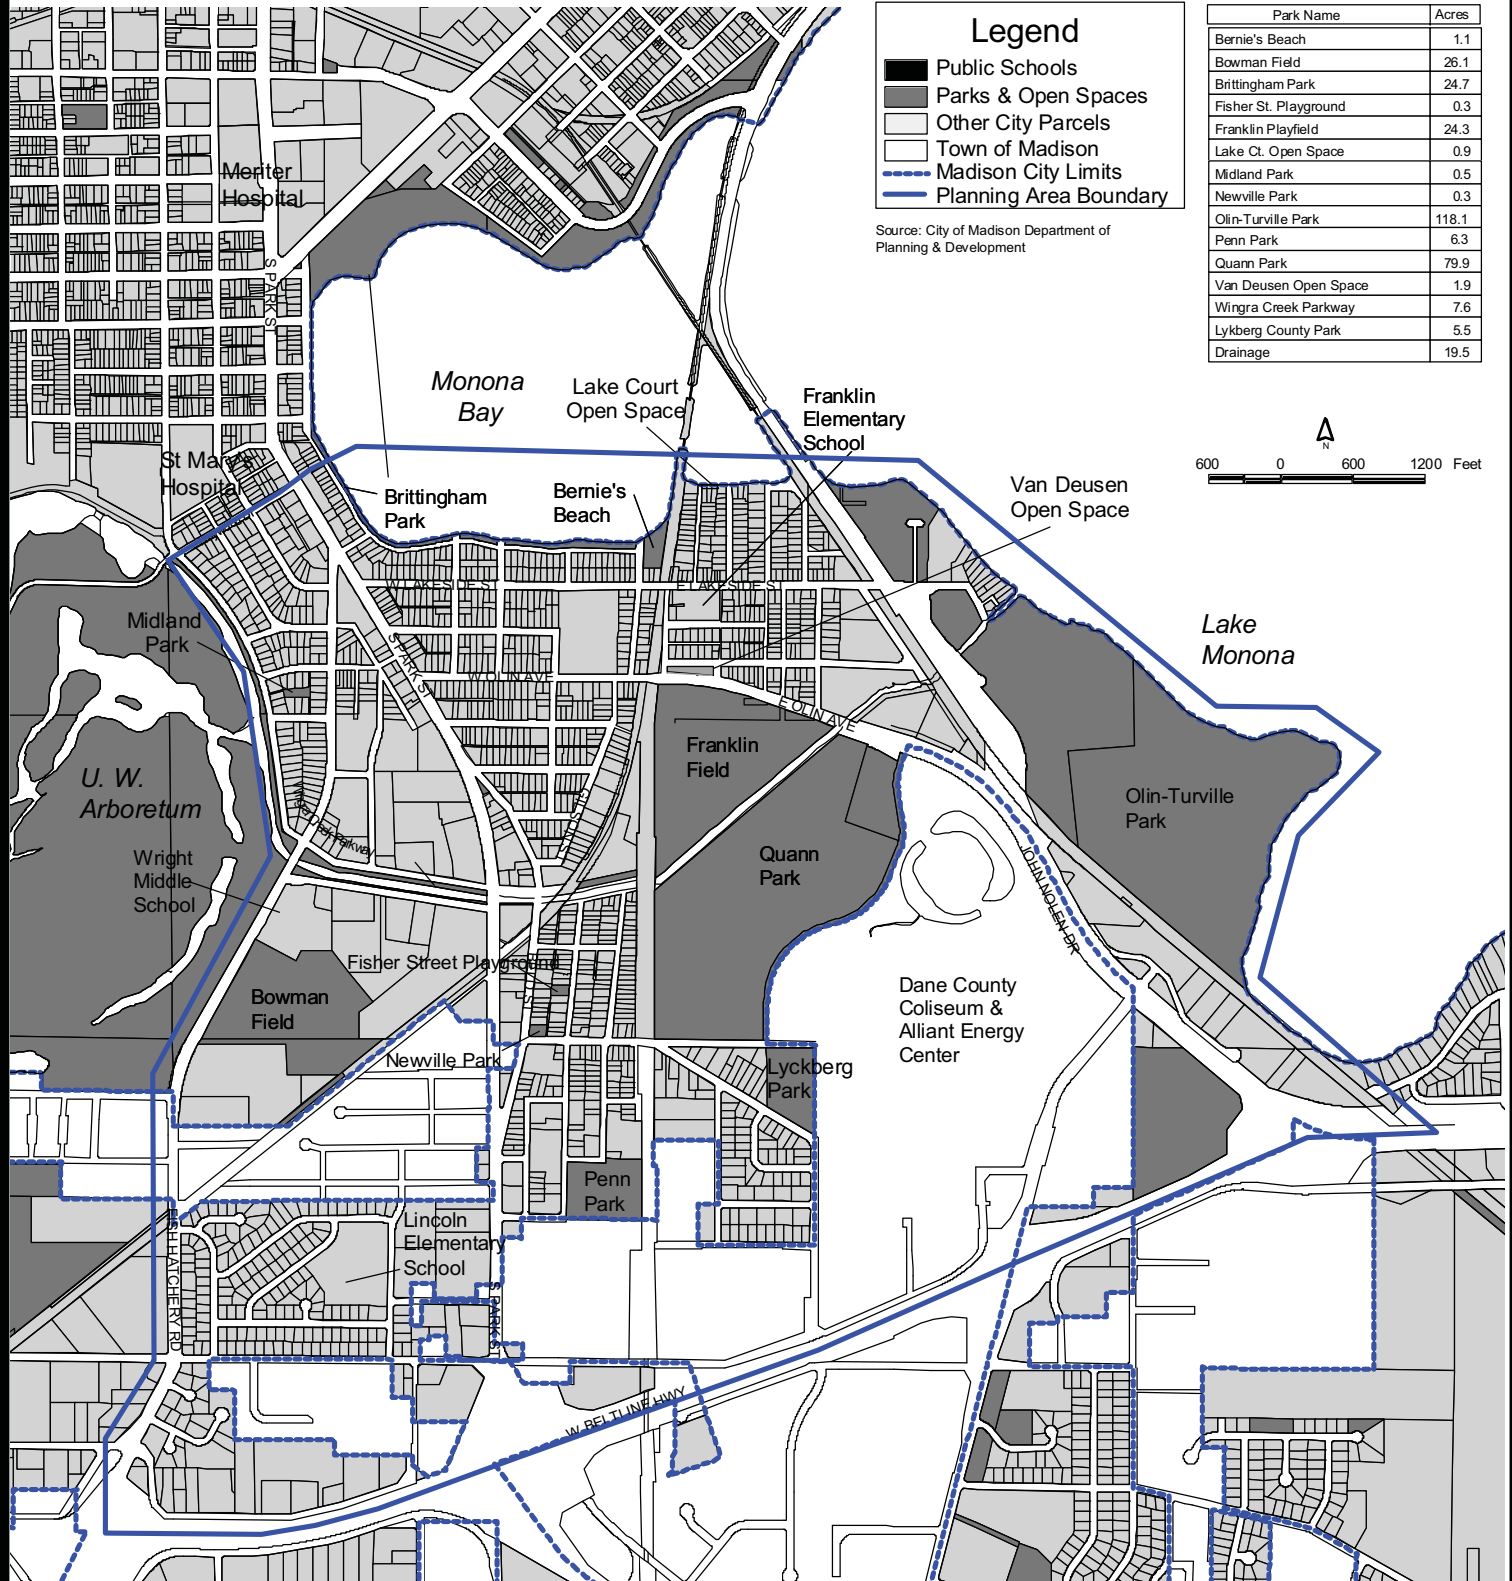 Legend
Public Schools
Parks & Open Spaces
Other City Parcels
Town of Madison
Madison City Limits
Planning Area Boundary
Source: City of Madison Department of
Planning & Development
Park Name Acres
Bernie's Beach 1.1
Bowman Field 26.1
Brittingham Park 24.7
Fisher St. Playground 0.3
Franklin Playfield 24.3
Lake Ct. Open Space 0.9
Midland Park 0.5
Newville Park 0.3
Olin-Turville Park 118.1
Penn Park 6.3
Quann Park 79.9
Van Deusen Open Space 1.9
Wingra Creek Parkway 7.6
Lykberg County Park 5.5
Drainage 19.5
N
600 0 600 1200 Feet
Meriter
Hospital
S PARK ST
Monona
Bay
Lake Court
Open Space
Franklin
Elementary
School
St Mary's
Hospital
Brittingham
Park
Bernie's
Beach
Van Deusen
Open Space
W LAKESIDE ST
E LAKESIDE ST
Midland
Park
Lake
Monona
S PARK ST
W OLIN AVE
E OLIN AVE
Franklin
Field
U. W.
Arboretum
Olin-Turville
Park
GILSON ST
Wingra Creek Parkway
Wright
Middle
School
Quann
Park
JOHN NOLEN DR
Fisher Street Playground
Bowman
Field
Dane County
Coliseum &
Alliant Energy
Center
Newville Park
Lyckberg
Park
Penn
Park
Lincoln
Elementary
School
FISH HATCHERY RD
S PARK ST
W BELTLINE HWY